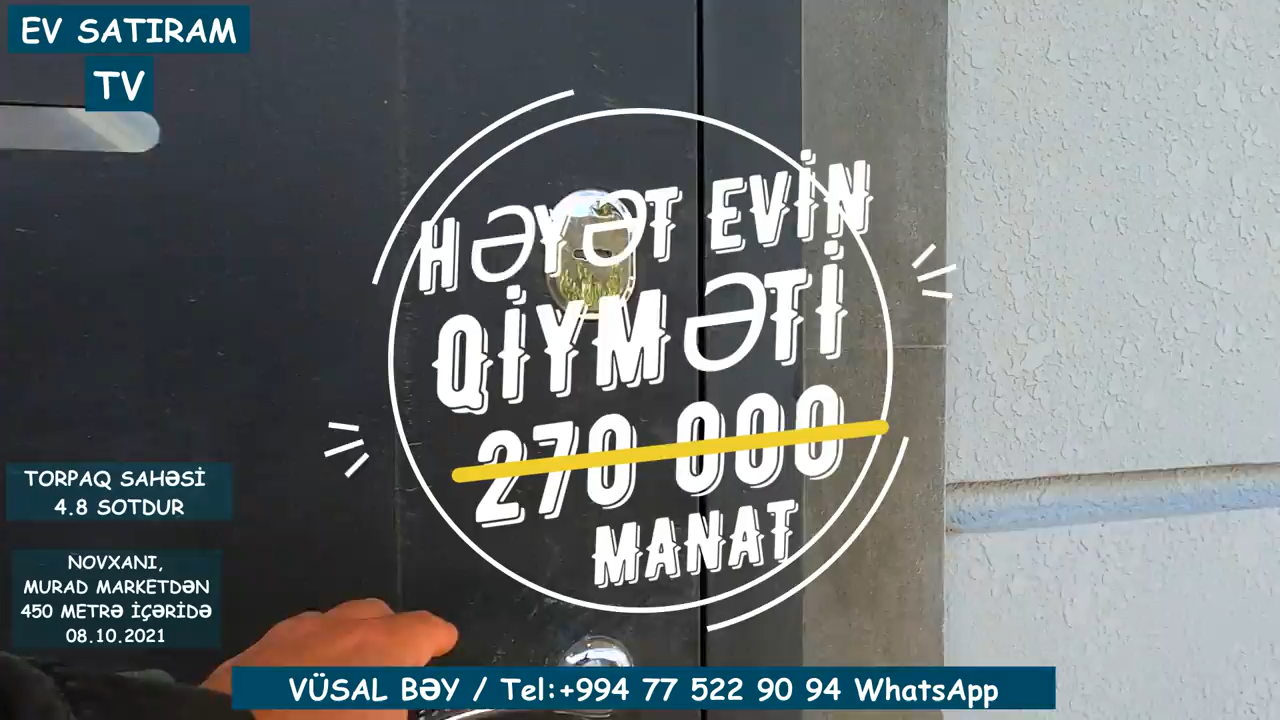 EV SATIRAM
TV
HƏYƏT EVİN
QİYMƏTİ
270 000
MANAT
TORPAQ SAHƏSİ
4.8 SOTDUR
NOVXANI,
MURAD MARKETDƏN
450 METRƏ İÇƏRİDƏ
08.10.2021
VÜSAL BƏY / Tel:+994 77 522 90 94 WhatsApp